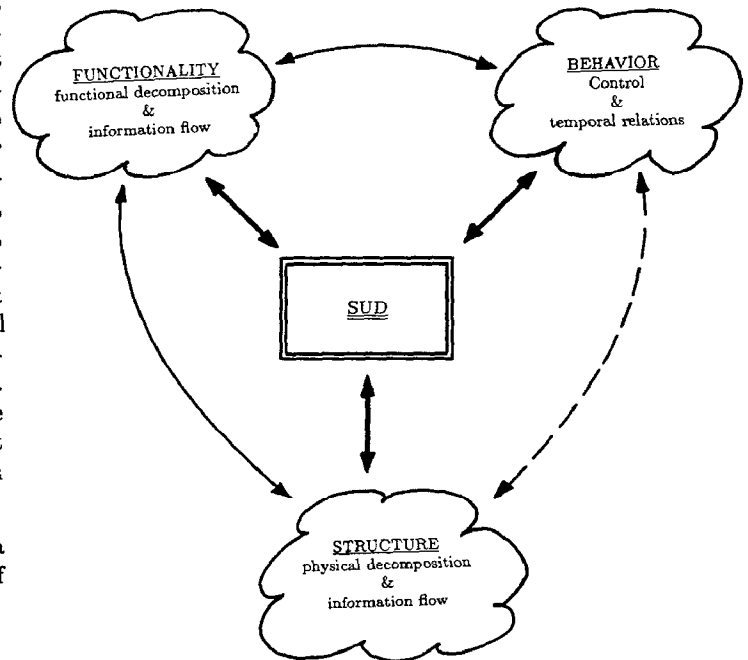 FUNCTIONALITY
functional decomposition
&
information flow
BEHAVIOR
Control
&
temporal relations
SUD
STRUCTURE
physical decomposition
&
information flow